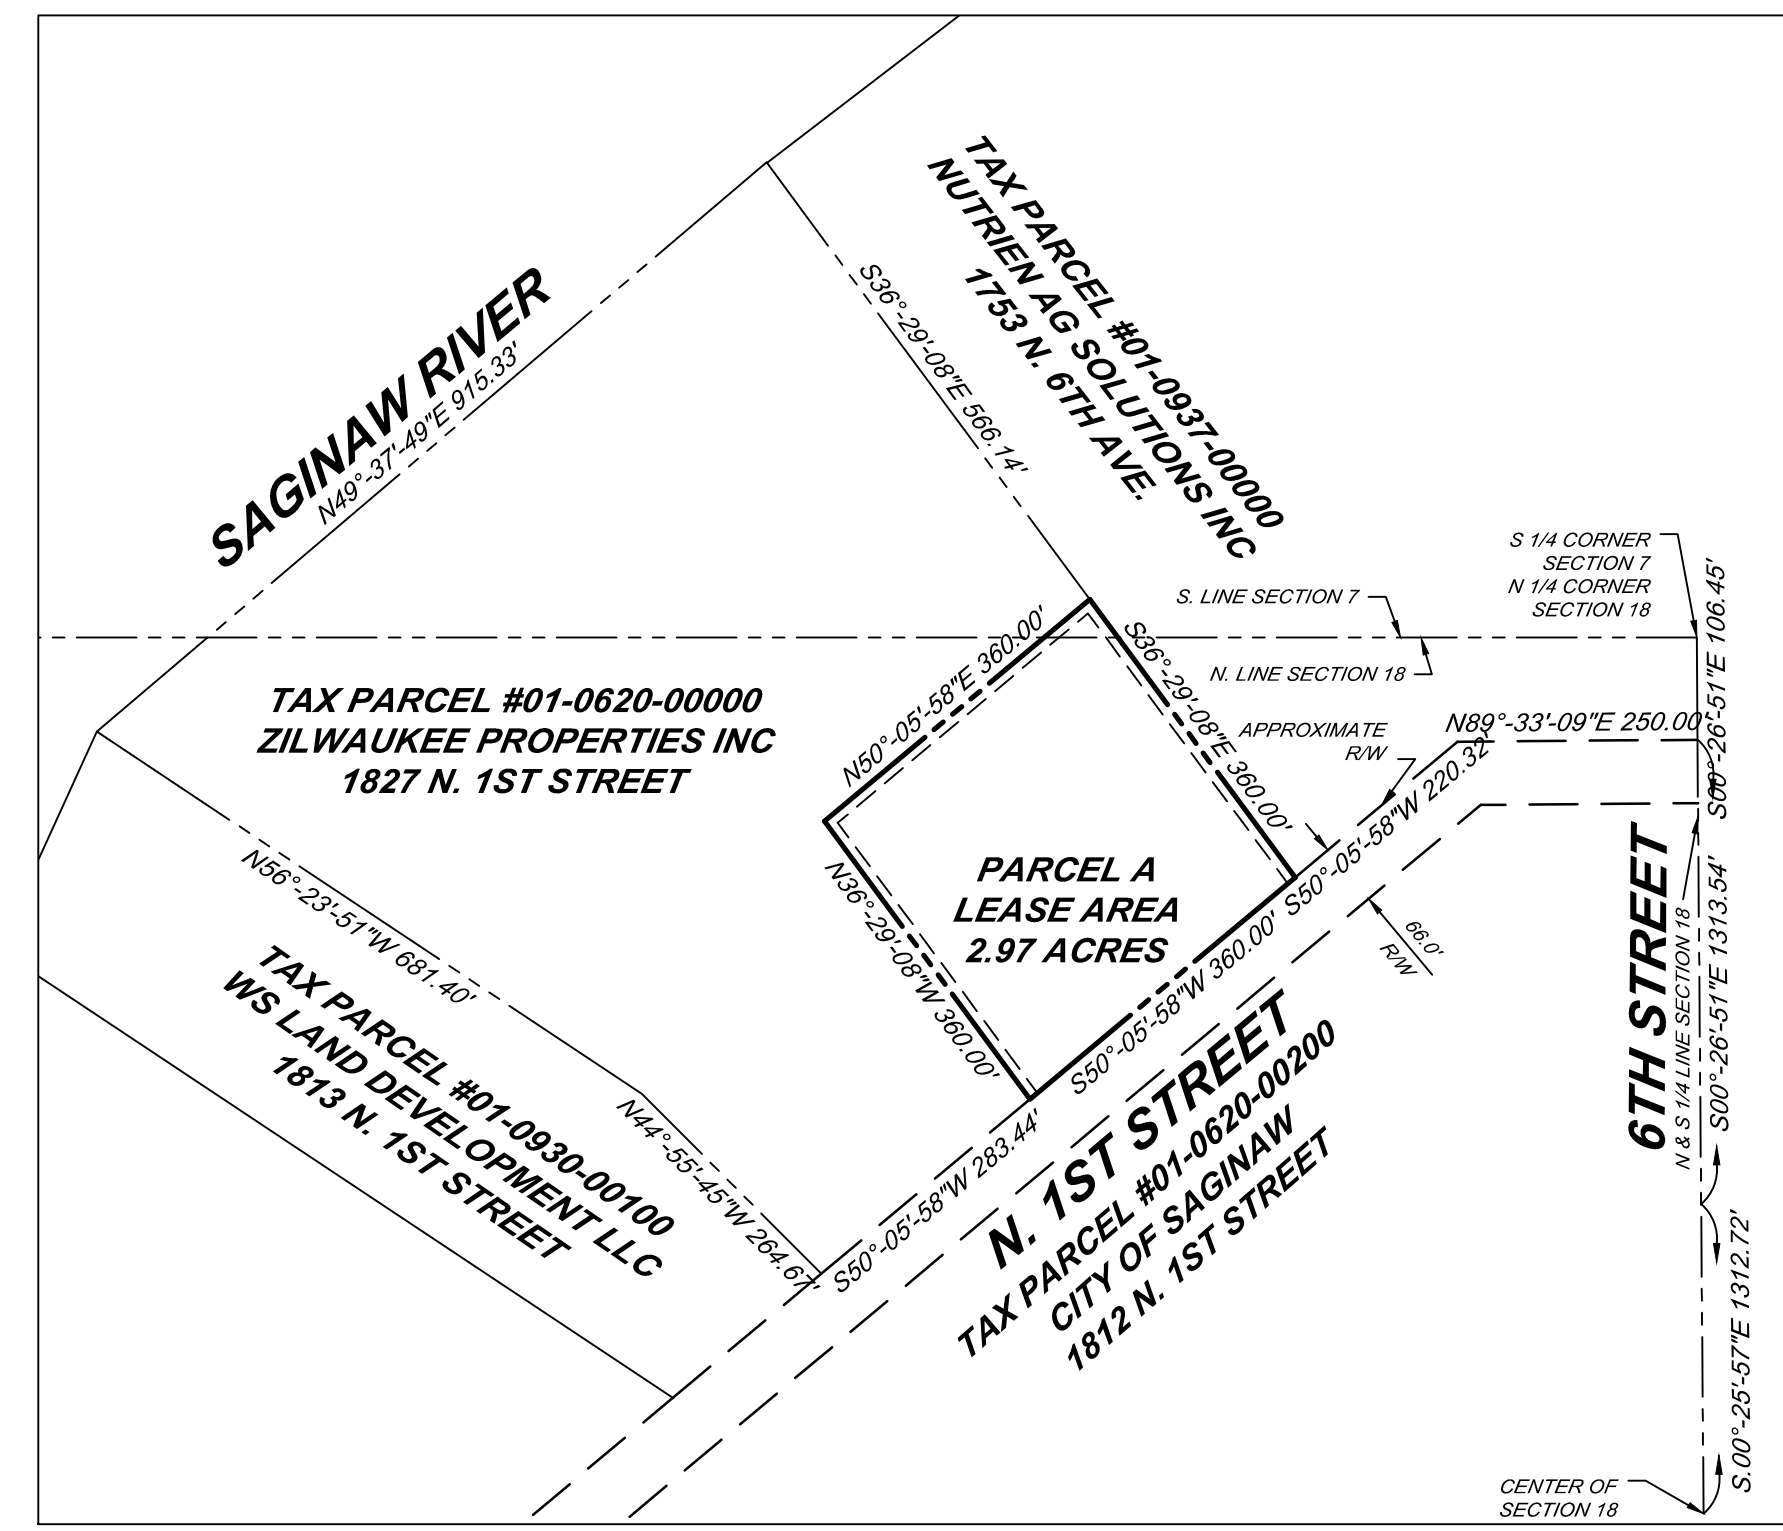 TAX PARCEL #01-0937-00000
NUTRIEN AG SOLUTIONS INC
1753 N. 6TH AVE.
SAGINAW RIVER
N49°-37'-49"E 915.33'
S36°-29'-08"E 566.14'
S 1/4 CORNER
SECTION 7
N 1/4 CORNER
SECTION 18
S. LINE SECTION 7
N. LINE SECTION 18
S00°-26'-51"E 106.45'
TAX PARCEL #01-0620-00000
ZILWAUKEE PROPERTIES INC
1827 N. 1ST STREET
N50°-05'-58"E 360.00'
S36°-29'-08"E 360.00'
APPROXIMATE
R/W
N89°-33'-09"E 250.00'
S50°-05'-58"W 220.32'
PARCEL A
LEASE AREA
2.97 ACRES
N36°-29'-08"W 360.00'
S50°-05'-58"W 360.00'
66.0'
R/W
6TH STREET
N & S 1/4 LINE SECTION 18
S00°-26'-51"E 1313.54'
N56°-23'-51"W 681.40'
TAX PARCEL #01-0930-00100
WS LAND DEVELOPMENT LLC
1813 N. 1ST STREET
N44°-55'-45"W 264.67'
S50°-05'-58"W 283.44'
N. 1ST STREET
TAX PARCEL #01-0620-00200
CITY OF SAGINAW
1812 N. 1ST STREET
S.00°-25'-57"E 1312.72'
CENTER OF
SECTION 18